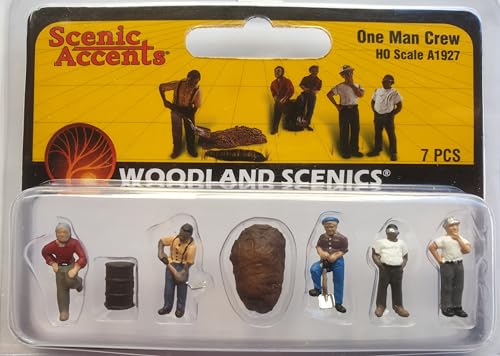 Scenic
Accents®
One Man Crew
HO Scale A1927
7 PCS
WOODLAND SCENICS®